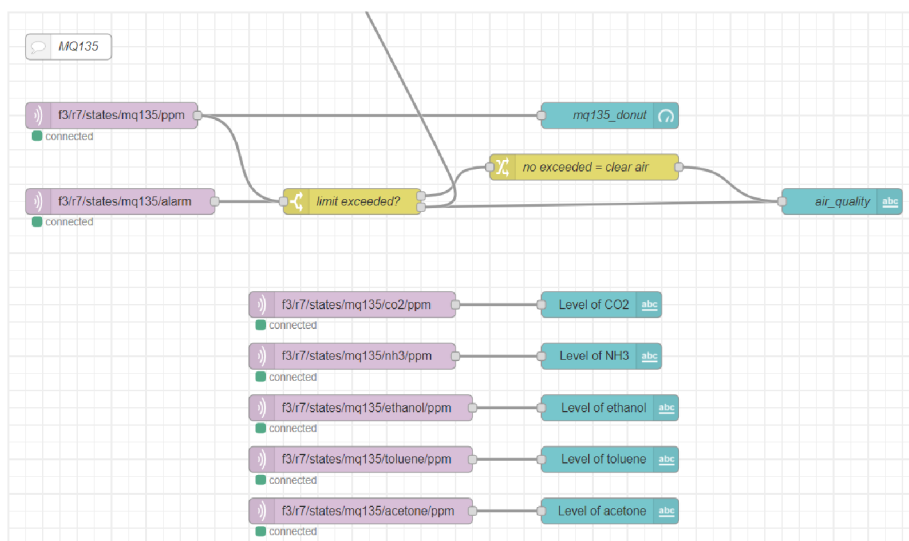 MQ135
f3/r7/states/mq135/ppm
connected
mq135_donut
no exceeded = clear air
f3/r7/states/mq135/alarm
connected
limit exceeded?
air_quality
abc
f3/r7/states/mq135/co2/ppm
connected
Level of CO2
abc
f3/r7/states/mq135/nh3/ppm
connected
Level of NH3
abc
f3/r7/states/mq135/ethanol/ppm
connected
Level of ethanol
abc
f3/r7/states/mq135/toluene/ppm
connected
Level of toluene
abc
f3/r7/states/mq135/acetone/ppm
connected
Level of acetone
abc